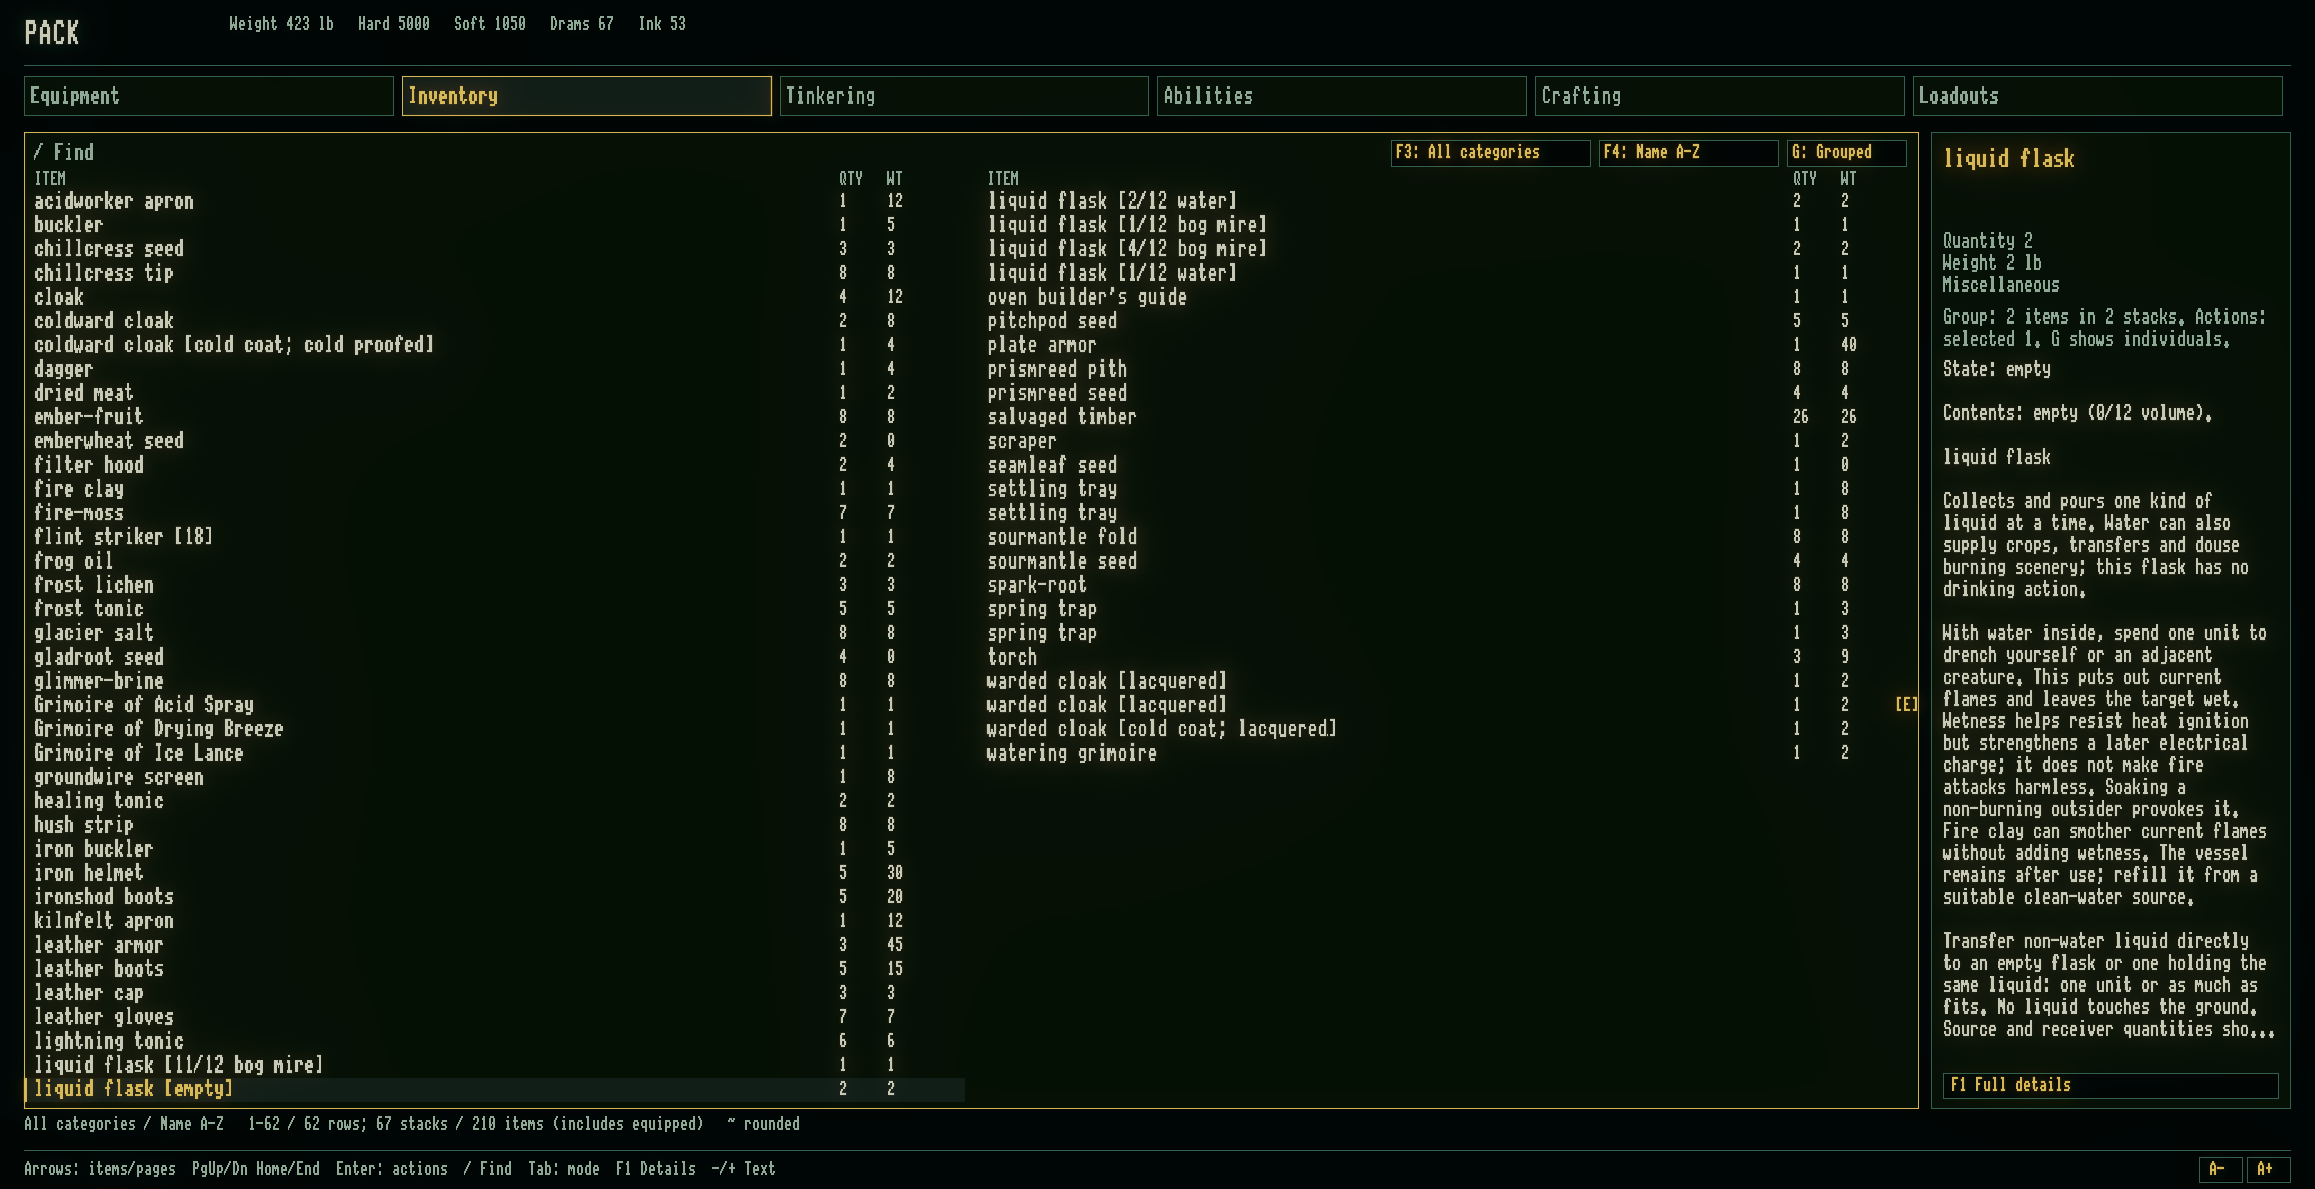 PACK
Weight 423 lb   Hard 5000   Soft 1050   Drams 67   Ink 53
Equipment   Inventory   Tinkering   Abilities   Crafting   Loadouts
/ Find
F3: All categories   F4: Name A-Z   G: Grouped
ITEM   QTY   WT
acidworker apron   1   12
buckler   1   5
chillcress seed   3   3
chillcress tip   8   8
cloak   4   12
coldward cloak   2   8
coldward cloak [cold coat; cold proofed]   1   4
dagger   1   4
dried meat   1   2
ember-fruit   8   8
emberwheat seed   2   0
filter hood   2   4
fire clay   1   1
fire-moss   7   7
flint striker [18]   1   1
frog oil   2   2
frost lichen   3   3
frost tonic   5   5
glacier salt   8   8
gladroot seed   4   0
glimmer-brine   8   8
Grimoire of Acid Spray   1   1
Grimoire of Drying Breeze   1   1
Grimoire of Ice Lance   1   1
groundwire screen   1   8
healing tonic   2   2
hush strip   8   8
iron buckler   1   5
iron helmet   5   30
ironshod boots   5   20
kilnfelt apron   1   12
leather armor   3   45
leather boots   5   15
leather cap   3   3
leather gloves   7   7
lightning tonic   6   6
liquid flask [11/12 bog mire]   1   1
liquid flask [empty]   2   2
ITEM   QTY   WT
liquid flask [2/12 water]   2   2
liquid flask [1/12 bog mire]   1   1
liquid flask [4/12 bog mire]   2   2
liquid flask [1/12 water]   1   1
oven builder's guide   1   1
pitchpod seed   5   5
plate armor   1   40
prismreed pith   8   8
prismreed seed   4   4
salvaged timber   26   26
scraper   1   2
seamleaf seed   1   0
settling tray   1   8
settling tray   1   8
sourmantle fold   8   8
sourmantle seed   4   4
spark-root   8   8
spring trap   1   3
spring trap   1   3
torch   3   9
warded cloak [lacquered]   1   2
warded cloak [lacquered]   1   2   [E]
warded cloak [cold coat; lacquered]   1   2
watering grimoire   1   2
liquid flask
Quantity 2
Weight 2 lb
Miscellaneous
Group: 2 items in 2 stacks. Actions:
selected 1. G shows individuals.
State: empty
Contents: empty (0/12 volume).
liquid flask
Collects and pours one kind of
liquid at a time. Water can also
supply crops, transfers and douse
burning scenery; this flask has no
drinking action.
With water inside, spend one unit to
drench yourself or an adjacent
creature. This puts out current
flames and leaves the target wet.
Wetness helps resist heat ignition
but strengthens a later electrical
charge; it does not make fire
attacks harmless. Soaking a
non-burning outsider provokes it.
Fire clay can smother current flames
without adding wetness. The vessel
remains after use; refill it from a
suitable clean-water source.
Transfer non-water liquid directly
to an empty flask or one holding the
same liquid: one unit or as much as
fits. No liquid touches the ground.
Source and receiver quantities sho...
F1 Full details
All categories / Name A-Z   1-62 / 62 rows; 67 stacks / 210 items (includes equipped)   ~ rounded
Arrows: items/pages   PgUp/Dn Home/End   Enter: actions   / Find   Tab: mode   F1 Details   -/+ Text
A-   A+